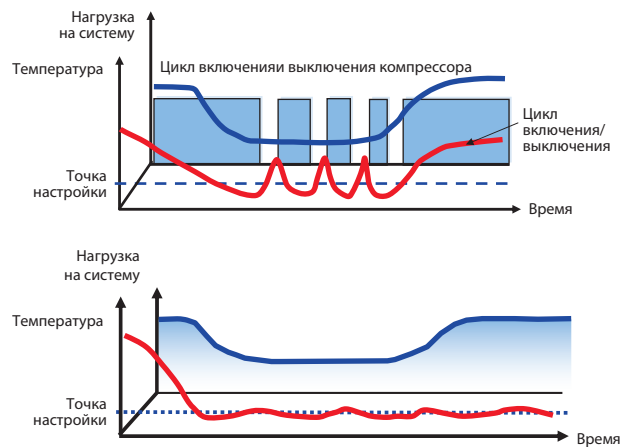 Нагрузка
на систему
Температура
Цикл включенияи выключения компрессора
Цикл
включения/
выключения
Точка
настройки
Время
Нагрузка
на систему
Температура
Точка
настройки
Время